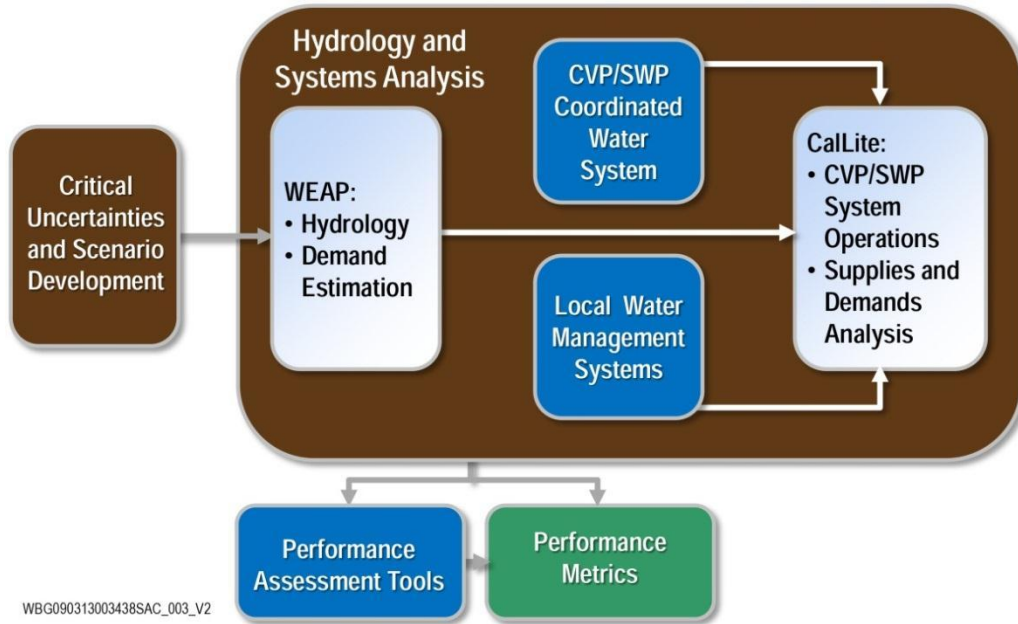 Hydrology and
Systems Analysis
Critical
Uncertainties
and Scenario
Development
WEAP:
• Hydrology
• Demand
Estimation
CVP/SWP
Coordinated
Water
System
Local Water
Management
Systems
CalLite:
• CVP/SWP
System
Operations
• Supplies and
Demands
Analysis
Performance
Assessment Tools
Performance
Metrics
WBG090313003438SAC_003_V2